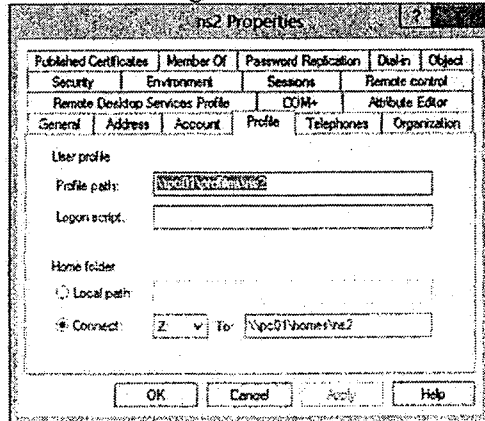 ns2 Properties ?
Published Certificates Member Of Password Replication Dial-in Object
Security Environment Sessions Remote control
Remote Desktop Services Profile COM+ Attribute Editor
General Address Account Profile Telephones Organization
User profile
Profile path: \\pc01\profiles\ns2
Logon script:
Home folder
Local path:
Connect: Z: To: \\pc01\homes\ns2
OK Cancel Apply Help